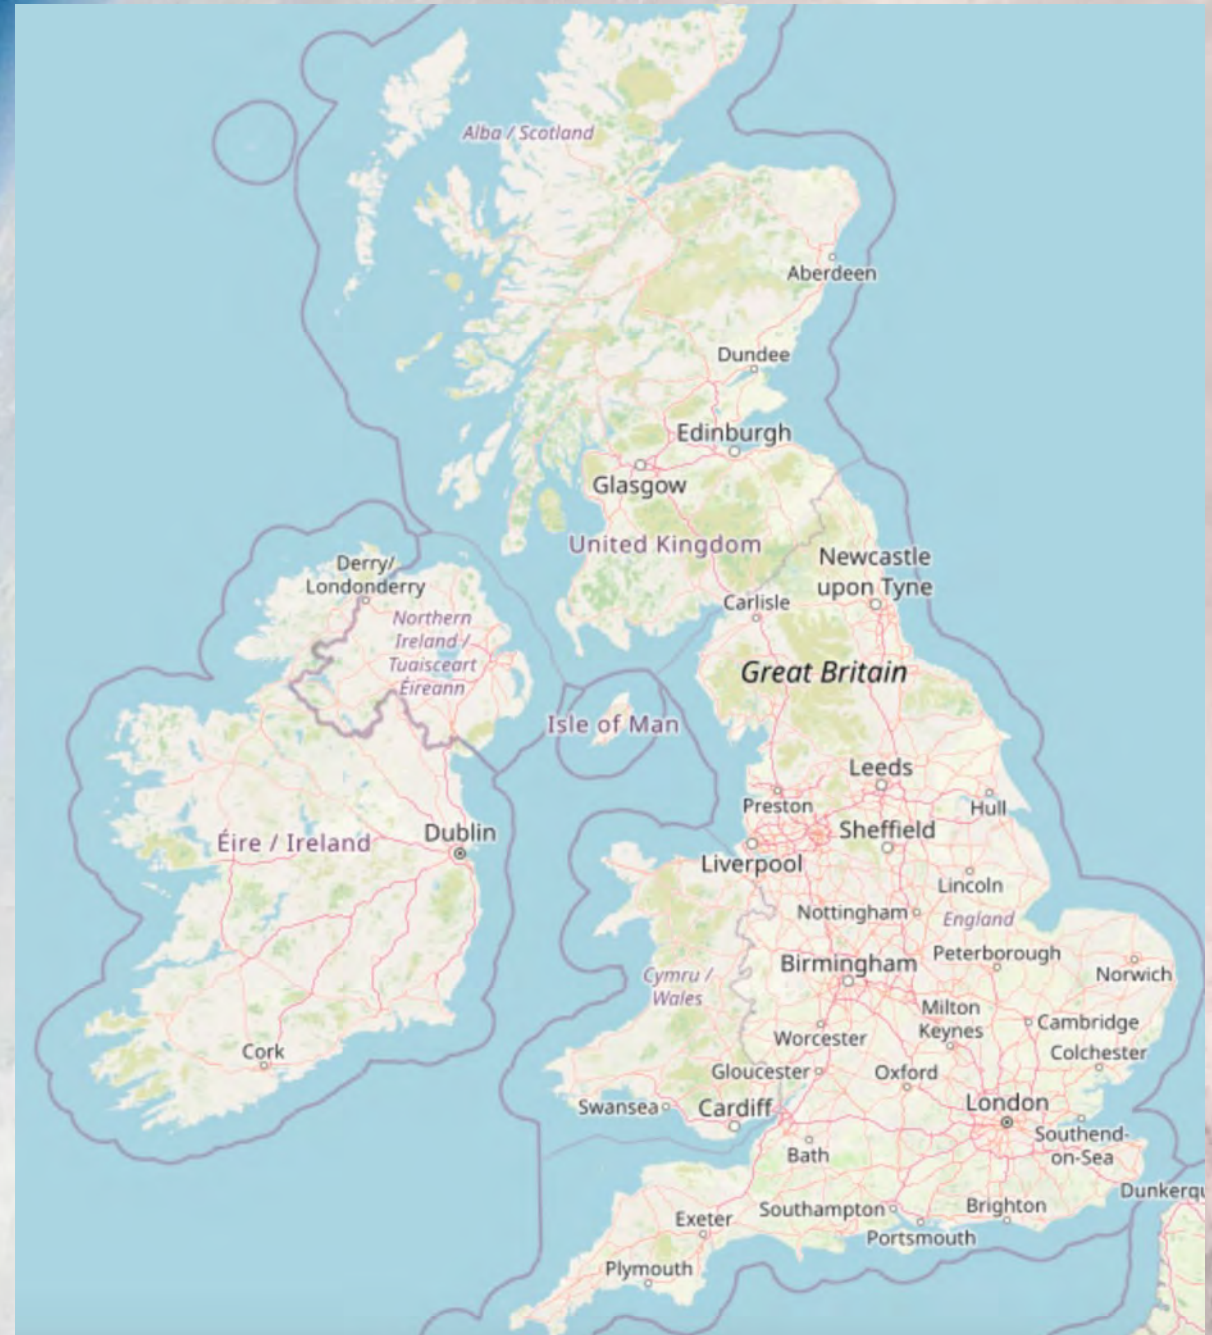 Alba / Scotland
Aberdeen
Dundee
Edinburgh
Glasgow
United Kingdom
Newcastle
upon Tyne
Derry/
Londonderry
Carlisle
Northern
Ireland /
Tuaisceart
Éireann
Great Britain
Isle of Man
Leeds
Preston
Hull
Éire / Ireland
Dublin
Sheffield
Liverpool
Lincoln
Nottingham
England
Peterborough
Birmingham
Norwich
Cymru /
Wales
Milton
Keynes
Cambridge
Worcester
Cork
Colchester
Gloucester
Oxford
Swansea
Cardiff
London
Southend-
on-Sea
Bath
Dunkerqu
Southampton
Brighton
Exeter
Portsmouth
Plymouth